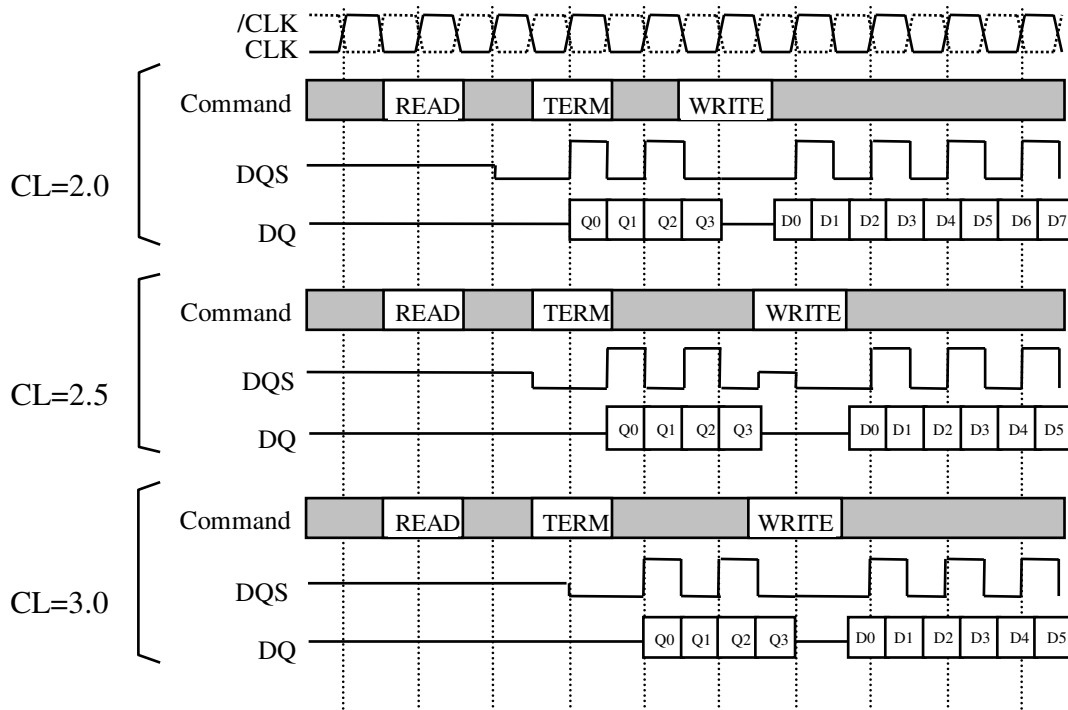 /CLK
CLK
CL=2.0
Command READ TERM WRITE
DQS
DQ Q0 Q1 Q2 Q3 D0 D1 D2 D3 D4 D5 D6 D7
CL=2.5
Command READ TERM WRITE
DQS
DQ Q0 Q1 Q2 Q3 D0 D1 D2 D3 D4 D5
CL=3.0
Command READ TERM WRITE
DQS
DQ Q0 Q1 Q2 Q3 D0 D1 D2 D3 D4 D5